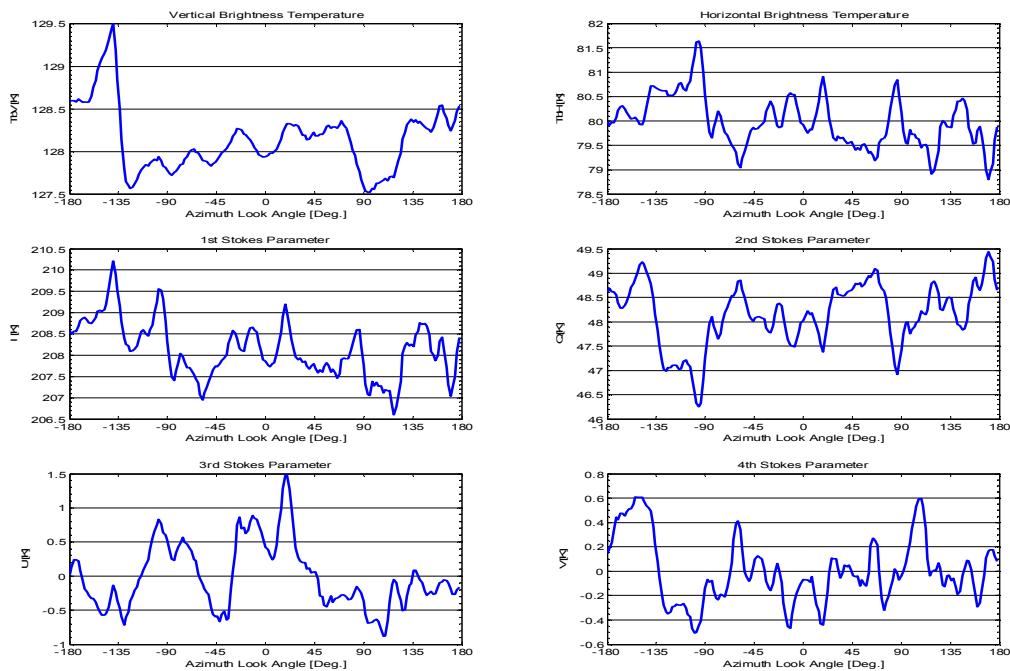 Vertical Brightness Temperature
129.5
129
128.5
128
127.5
TBV[K]
-180 -135 -90 -45 0 45 90 135 180
Azimuth Look Angle [Deg.]
Horizontal Brightness Temperature
82
81.5
81
80.5
80
79.5
79
78.5
TBH[K]
-180 -135 -90 -45 0 45 90 135 180
Azimuth Look Angle [Deg.]
1st Stokes Parameter
210.5
210
209.5
209
208.5
208
207.5
207
206.5
I [K]
-180 -135 -90 -45 0 45 90 135 180
Azimuth Look Angle [Deg.]
2nd Stokes Parameter
49.5
49
48.5
48
47.5
47
46.5
46
Q[K]
-180 -135 -90 -45 0 45 90 135 180
Azimuth Look Angle [Deg.]
3rd Stokes Parameter
1.5
1
0.5
0
-0.5
-1
U[K]
-180 -135 -90 -45 0 45 90 135 180
Azimuth Look Angle [Deg.]
4th Stokes Parameter
0.8
0.6
0.4
0.2
0
-0.2
-0.4
-0.6
V[K]
-180 -135 -90 -45 0 45 90 135 180
Azimuth Look Angle [Deg.]